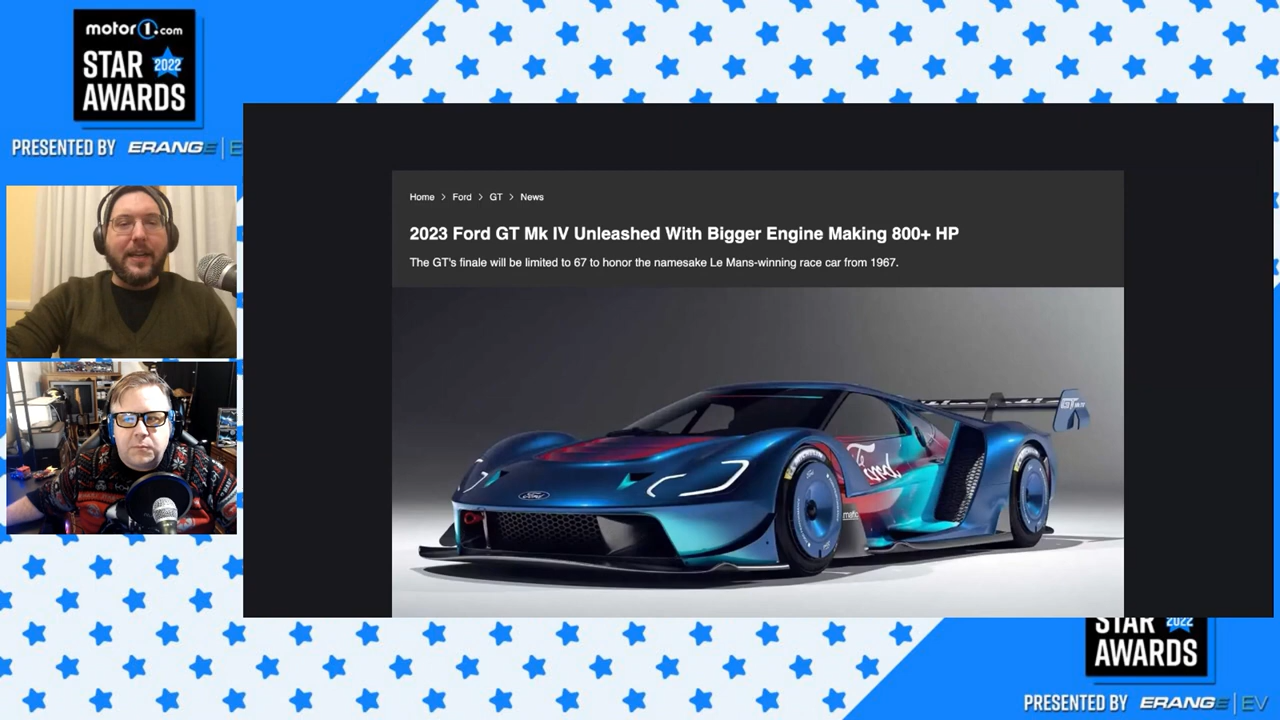 motor1.com
STAR 2022
AWARDS
PRESENTED BY ERANGE | E
Home > Ford > GT > News
2023 Ford GT Mk IV Unleashed With Bigger Engine Making 800+ HP
The GT's finale will be limited to 67 to honor the namesake Le Mans-winning race car from 1967.
Ford
Ford
STAR 2022
AWARDS
PRESENTED BY ERANGE | EV